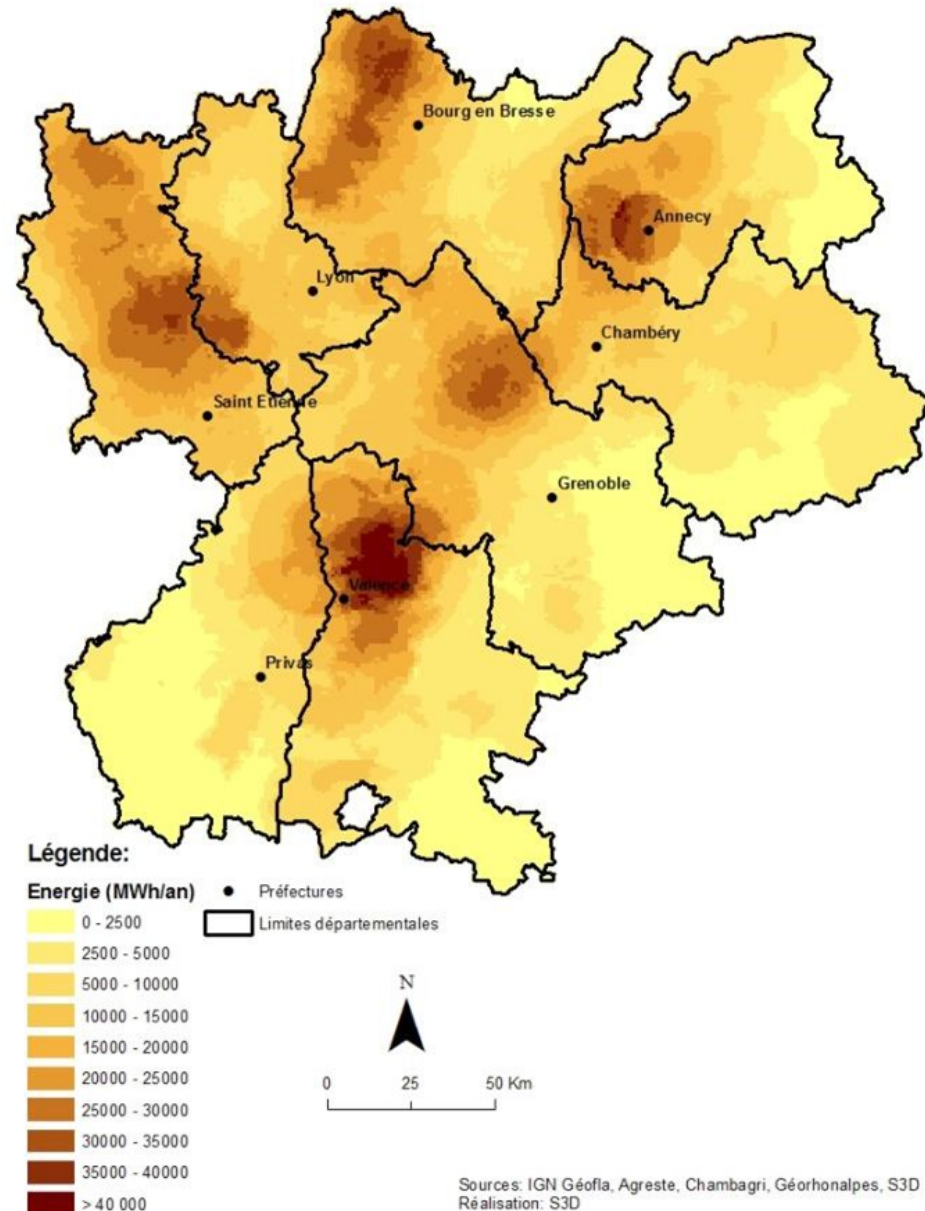 Bourg en Bresse
Annecy
Lyon
Chambéry
Saint Etienne
Grenoble
Valence
Privas
Légende:
Energie (MWh/an)
0 - 2500
2500 - 5000
5000 - 10000
10000 - 15000
15000 - 20000
20000 - 25000
25000 - 30000
30000 - 35000
35000 - 40000
> 40 000
Préfectures
Limites départementales
N
0 25 50 Km
Sources: IGN Géofla, Agreste, Chambagri, Géorhonalpes, S3D
Réalisation: S3D